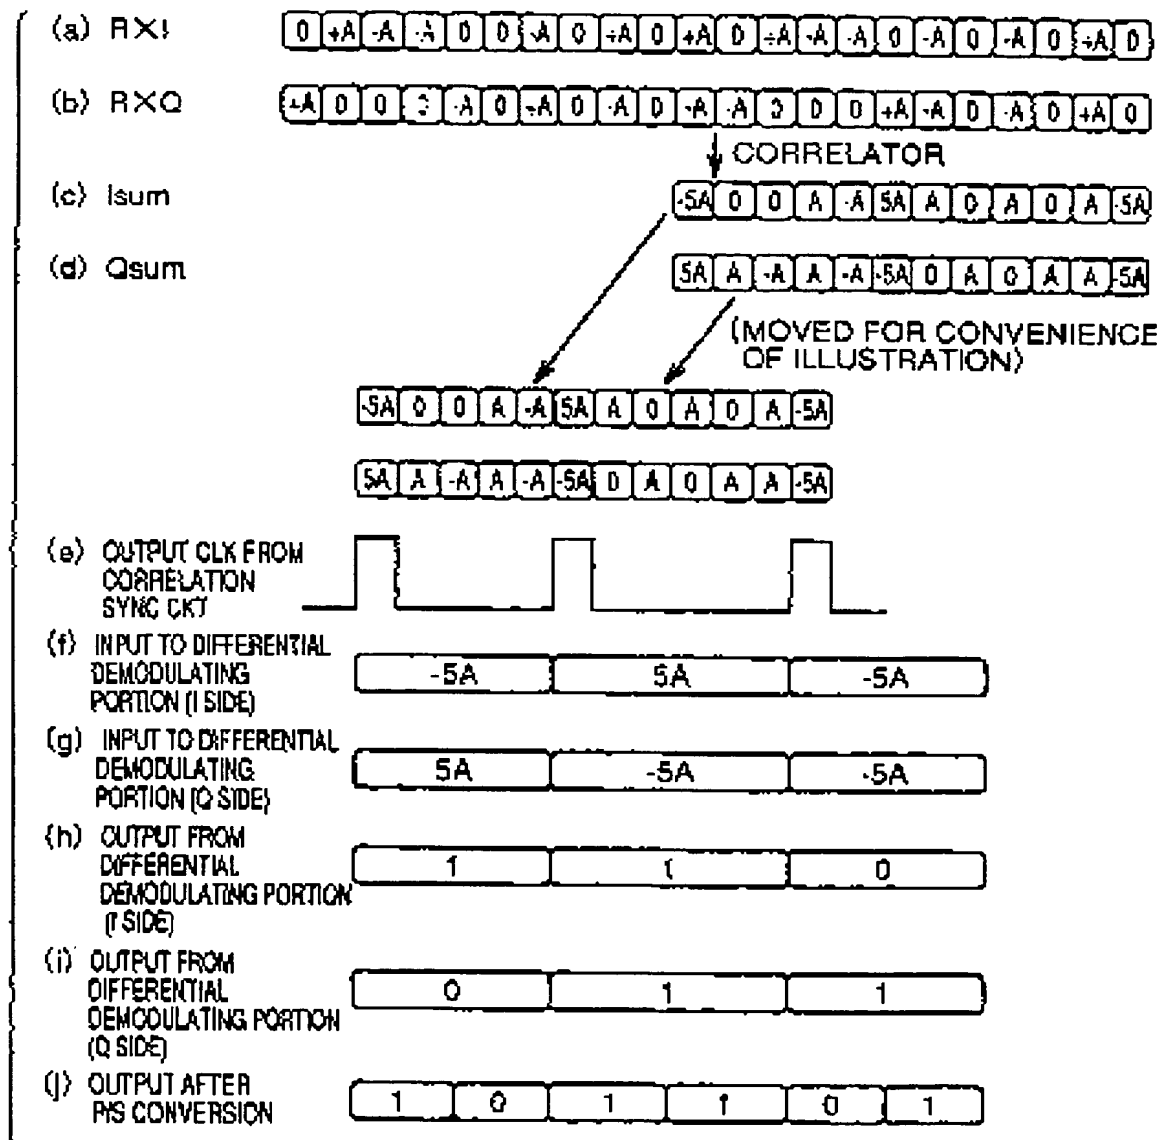 (a) RXI 0 +A -A -A 0 0 -A 0 +A 0 +A 0 +A -A -A 0 -A 0 -A 0 +A 0
(b) RXQ +A 0 0 0 -A 0 +A 0 -A 0 -A -A 0 0 0 +A -A 0 -A 0 +A 0
CORRELATOR
(c) Isum -5A 0 0 A -A 5A A 0 A 0 A -5A
(d) Qsum 5A A -A A -A -5A 0 A 0 A A -5A
(MOVED FOR CONVENIENCE
OF ILLUSTRATION)
-5A 0 0 A -A 5A A 0 A 0 A -5A
5A A -A A -A -5A 0 A 0 A A -5A
(e) OUTPUT CLK FROM
CORRELATION
SYNC CKT
(f) INPUT TO DIFFERENTIAL
DEMODULATING
PORTION (I SIDE)
-5A 5A -5A
(g) INPUT TO DIFFERENTIAL
DEMODULATING
PORTION (Q SIDE)
5A -5A -5A
(h) OUTPUT FROM
DIFFERENTIAL
DEMODULATING PORTION
(I SIDE)
1 1 0
(i) OUTPUT FROM
DIFFERENTIAL
DEMODULATING PORTION
(Q SIDE)
0 1 1
(j) OUTPUT AFTER
P/S CONVERSION
1 0 1 1 0 1